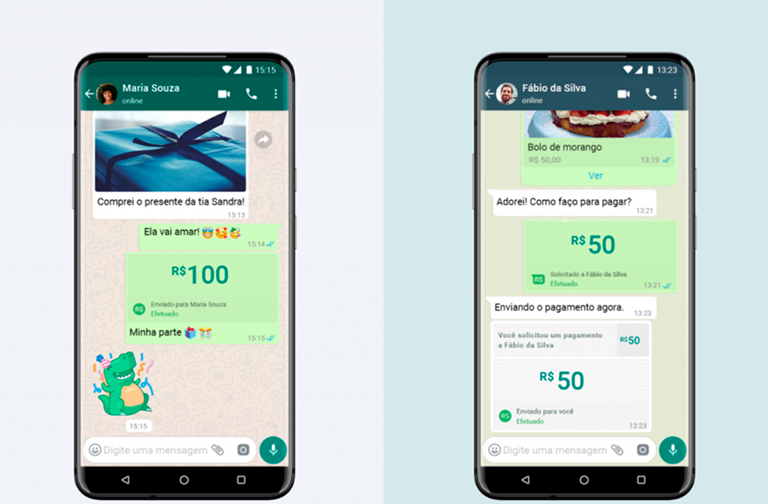 15:15
Maria Souza
online
Comprei o presente da tia Sandra!
15:13
Ela vai amar!
15:14
R$100
Enviado para Maria Souza
Efetuado
Minha parte
15:15
15:15
Digite uma mensagem
13:23
Fábio da Silva
online
Bolo de morango
R$ 50,00
13:19
Ver
Adorei! Como faço para pagar?
13:21
R$50
Solicitado a Fábio da Silva
Efetuado
13:21
Enviando o pagamento agora.
13:23
Você solicitou um pagamento
a Fábio da Silva
R$50
R$50
Enviado para você
Efetuado
13:23
Digite uma mensagem